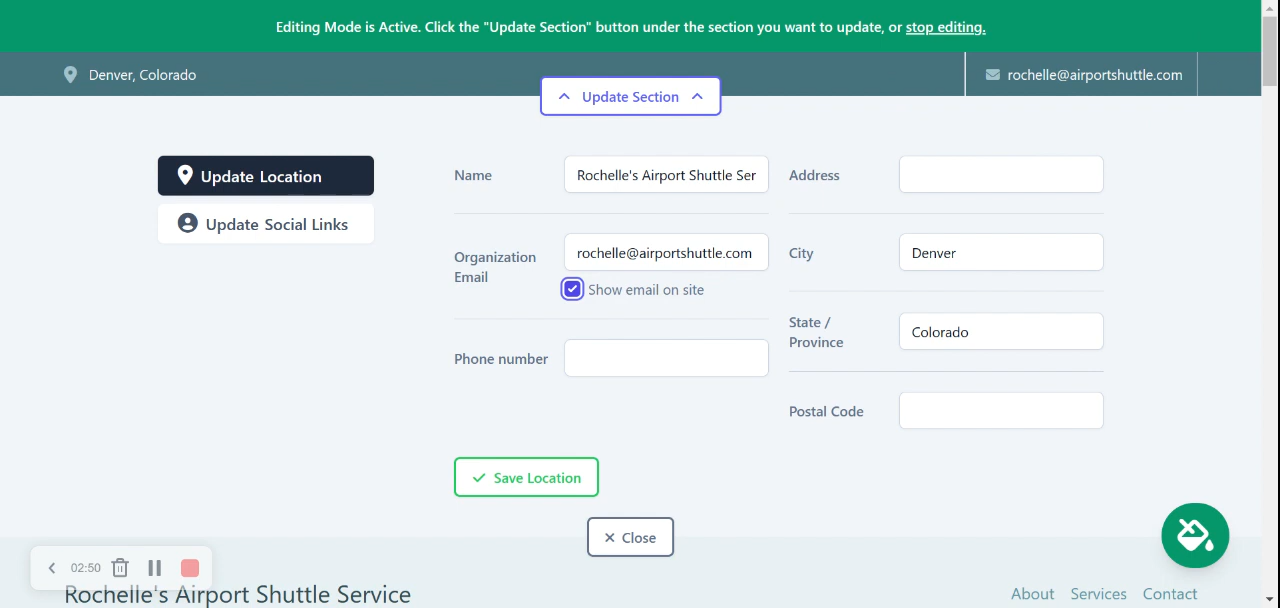 Editing Mode is Active. Click the "Update Section" button under the section you want to update, or stop editing.
Denver, Colorado
rochelle@airportshuttle.com
Update Section
Update Location
Update Social Links
Name
Rochelle's Airport Shuttle Ser
Address
Organization
Email
rochelle@airportshuttle.com
Show email on site
City
Denver
State /
Province
Colorado
Phone number
Postal Code
Save Location
Close
02:50
Rochelle's Airport Shuttle Service
About
Services
Contact